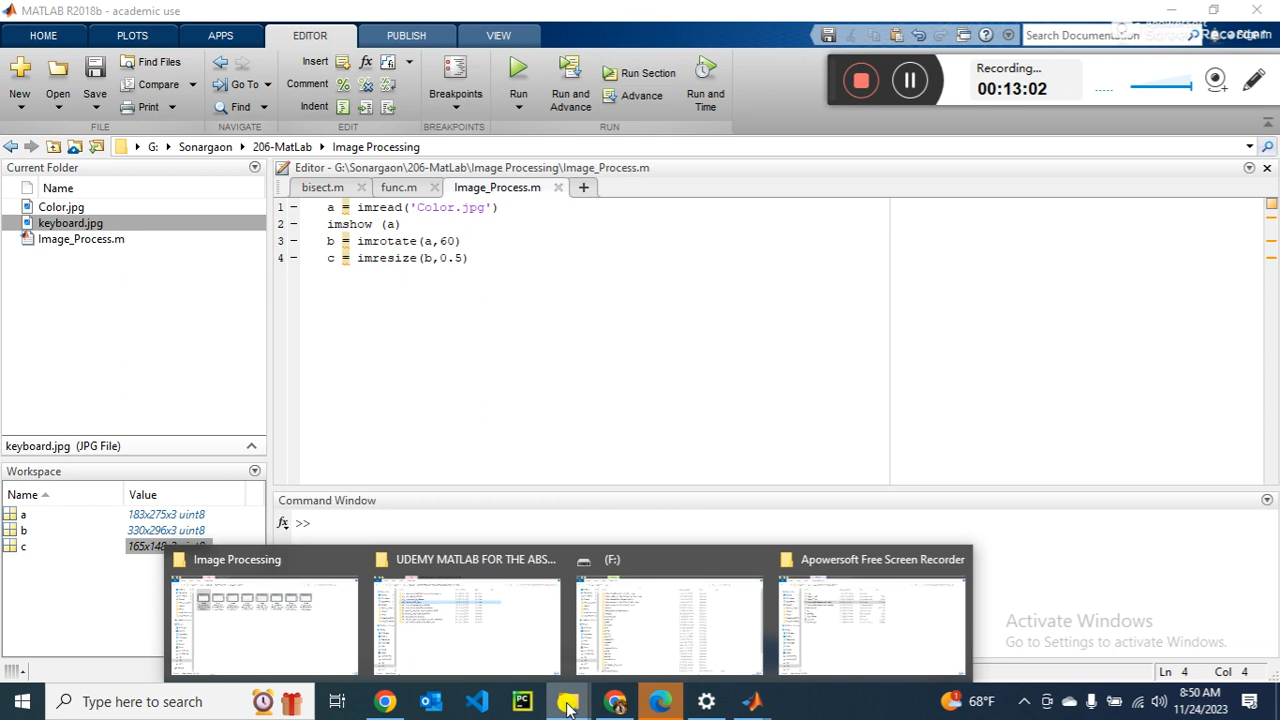 MATLAB R2018b - academic use
HOME PLOTS APPS EDITOR PUBLISH VIEW
Search Documentation
Screen Recorder
New Open Save
Find Files
Compare
Print
Go To
Find
Insert
Comment
Indent
Breakpoints
Run
Run and Advance
Run Section
Advance
Run and Time
FILE NAVIGATE EDIT BREAKPOINTS RUN
Recording...
00:13:02
G: Sonargaon 206-MatLab Image Processing
Current Folder
Name
Color.jpg
keyboard.jpg
Image_Process.m
Editor - G:\Sonargaon\206-MatLab\Image Processing\Image_Process.m
bisect.m func.m Image_Process.m
1 a = imread('Color.jpg')
2 imshow (a)
3 b = imrotate(a,60)
4 c = imresize(b,0.5)
keyboard.jpg (JPG File)
Workspace
Name Value
a 183x275x3 uint8
b 330x296x3 uint8
c 165x148x3 uint8
Command Window
fx >>
Image Processing
UDEMY MATLAB FOR THE ABS...
(F:)
Apowersoft Free Screen Recorder
Activate Windows
Go to Settings to activate Windows.
Ln 4 Col 4
Type here to search
68°F
8:50 AM
11/24/2023